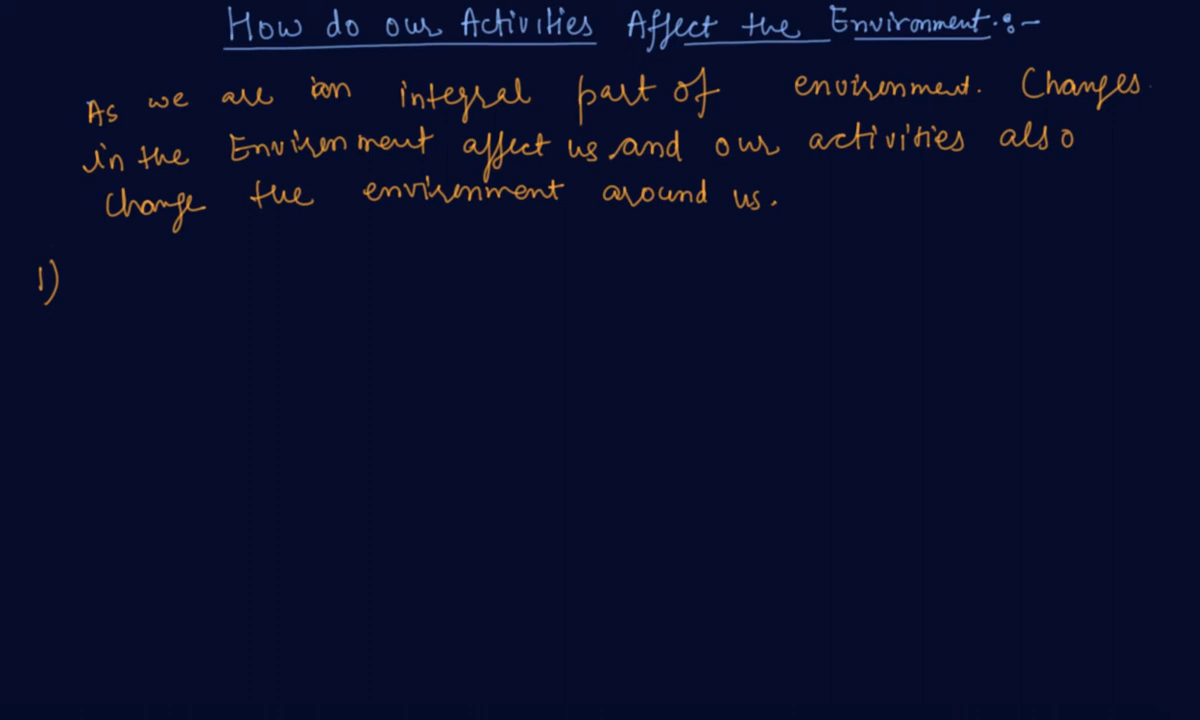 How do our Activities Affect the Environment:-
As we are an integral part of environment. Changes
in the Environment affect us and our activities also
change the environment around us.
1)